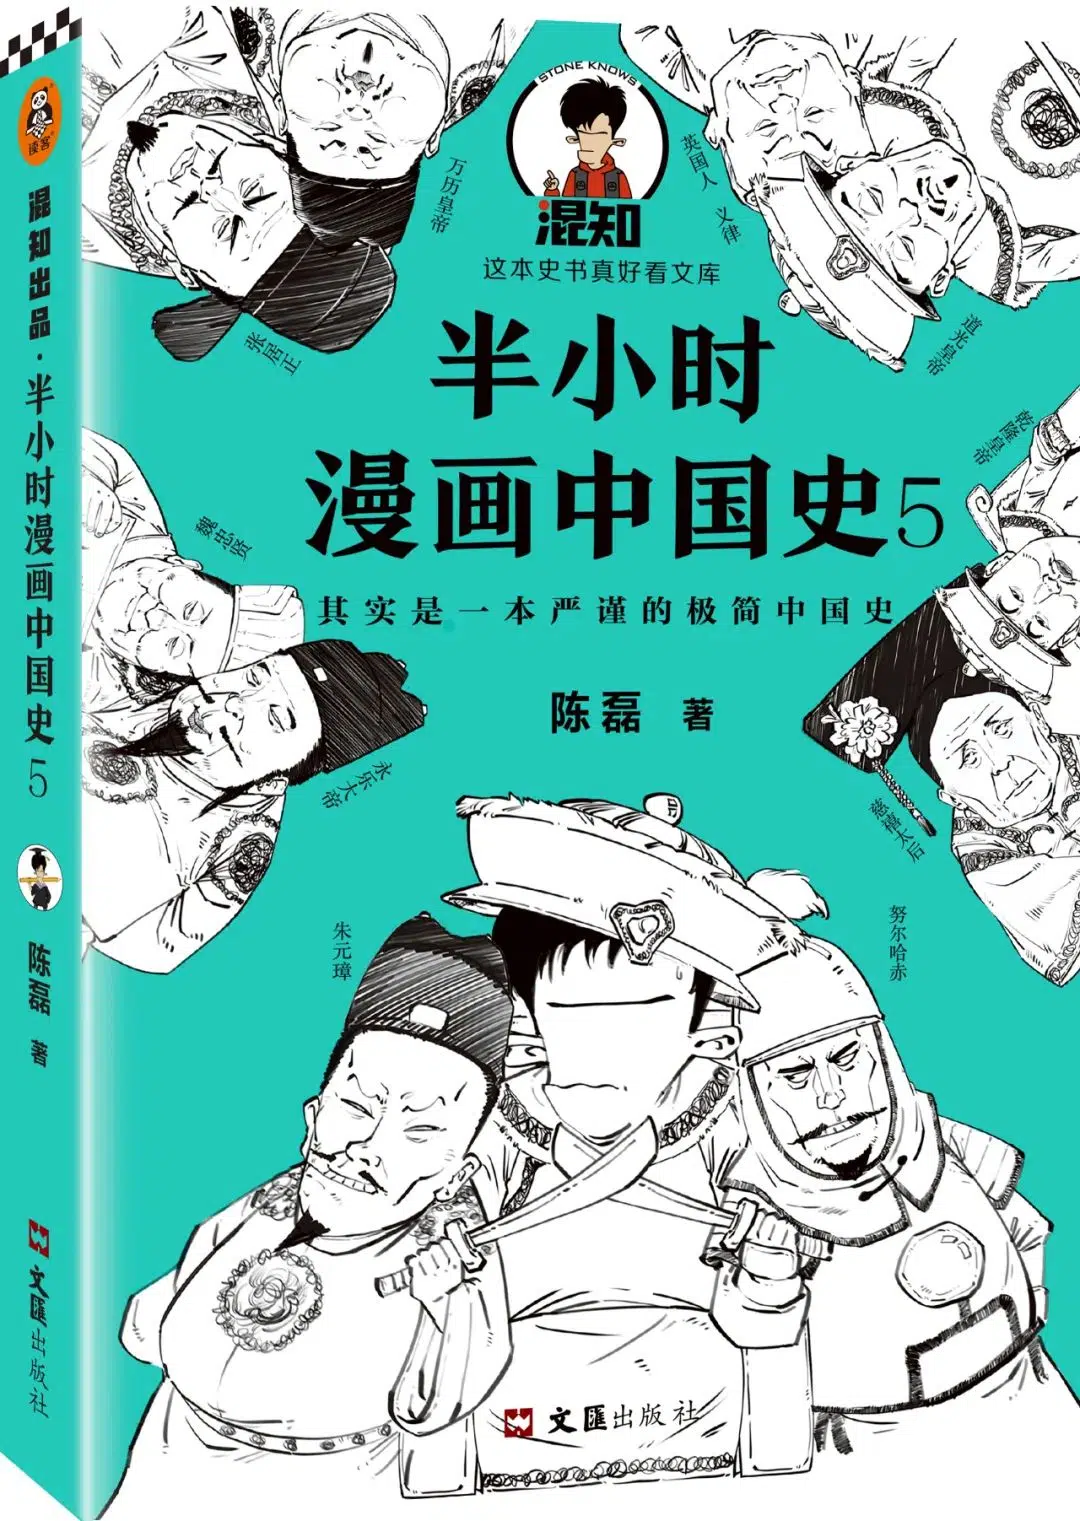 读客
混知出品·半小时漫画中国史5
陈磊 著
文匯出版社
STONE KNOWS
混知
这本史书真好看文库
半小时
漫画中国史5
其实是一本严谨的极简中国史
陈磊 著
万历皇帝
张居正
英国人 义律
道光皇帝
乾隆皇帝
魏忠贤
永乐大帝
慈禧太后
朱元璋
努尔哈赤
文匯出版社